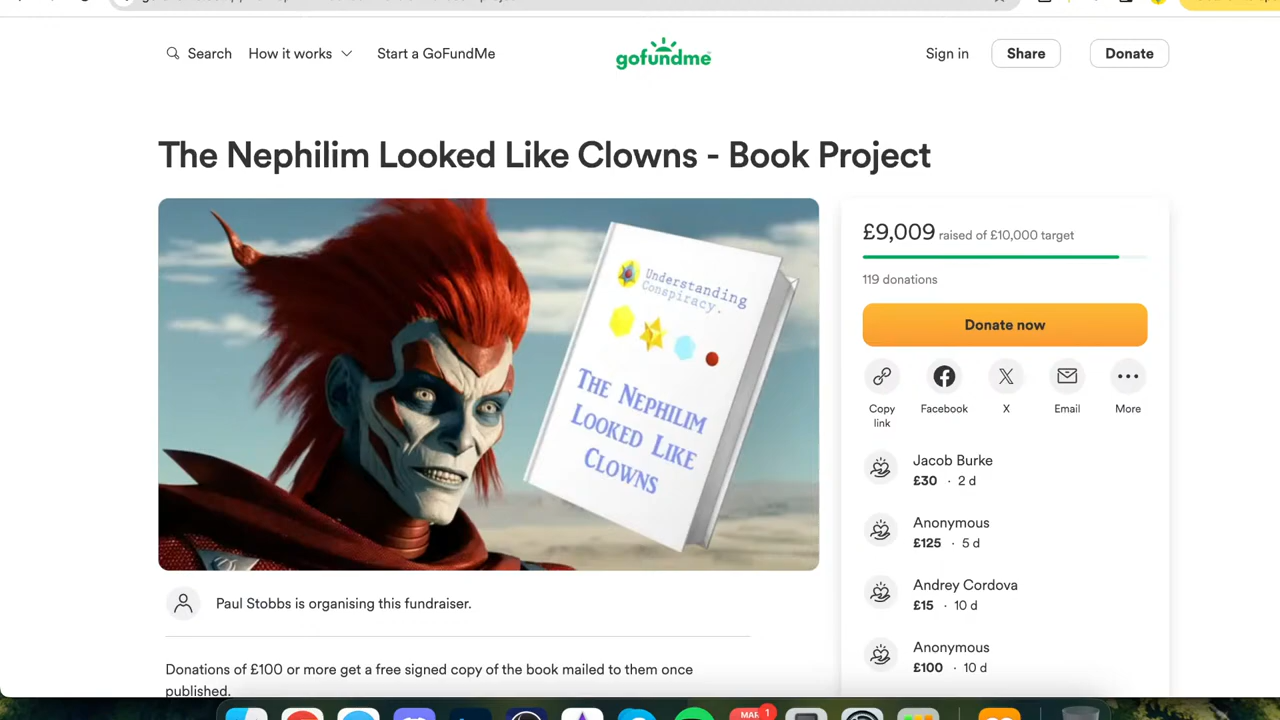 Search
How it works
Start a GoFundMe
gofundme
Sign in
Share
Donate
The Nephilim Looked Like Clowns - Book Project
Understanding
Conspiracy.
The Nephilim
Looked Like
Clowns
£9,009 raised of £10,000 target
119 donations
Donate now
Copy
link
Facebook
X
Email
More
Jacob Burke
£30 · 2 d
Anonymous
£125 · 5 d
Andrey Cordova
£15 · 10 d
Anonymous
£100 · 10 d
Paul Stobbs is organising this fundraiser.
Donations of £100 or more get a free signed copy of the book mailed to them once
published.
MAR
1